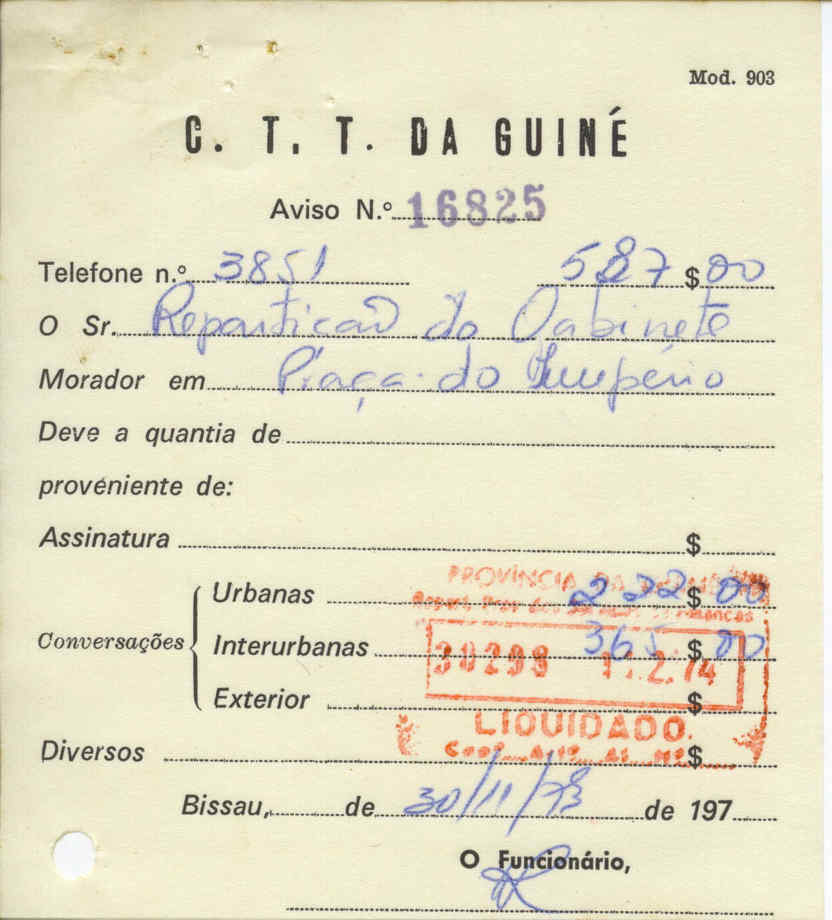 Mod. 903
C. T. T. DA GUINÉ
Aviso N.º 16825
Telefone n.º 3851 587 $ 00
O Sr. Repartição do Gabinete
Morador em Praça do Império
Deve a quantia de
proveniente de:
Assinatura $
PROVÍNCIA DA
Urbanas 222 $ 00
Conversações Interurbanas 365 $ 00
30298 1 .2.74
Exterior $
LIQUIDADO.
Diversos $
Bissau, de 30/11/73 de 197
O Funcionário,